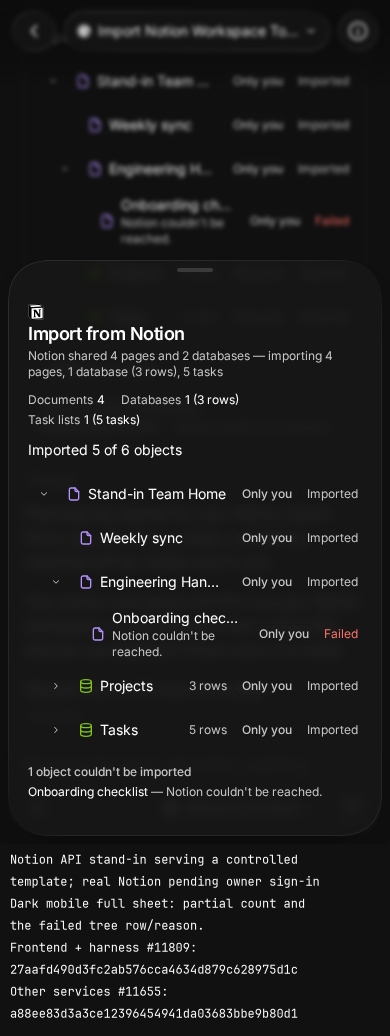 Import Notion Workspace To...
Stand-in Team ... Only you Imported
Weekly sync Only you Imported
Engineering H... Only you Imported
Onboarding ch... Only you Failed
Notion couldn't be
reached.
Import from Notion
Notion shared 4 pages and 2 databases — importing 4
pages, 1 database (3 rows), 5 tasks
Documents 4 Databases 1 (3 rows)
Task lists 1 (5 tasks)
Imported 5 of 6 objects
Stand-in Team Home Only you Imported
Weekly sync Only you Imported
Engineering Han... Only you Imported
Onboarding chec... Only you Failed
Notion couldn't be
reached.
Projects 3 rows Only you Imported
Tasks 5 rows Only you Imported
1 object couldn't be imported
Onboarding checklist — Notion couldn't be reached.
Notion API stand-in serving a controlled
template; real Notion pending owner sign-in
Dark mobile full sheet: partial count and
the failed tree row/reason.
Frontend + harness #11809:
27aafd490d3fc2ab576cca4634d879c628975d1c
Other services #11655:
a88ee83d3a3ce12396454941da03683bbe9b80d1